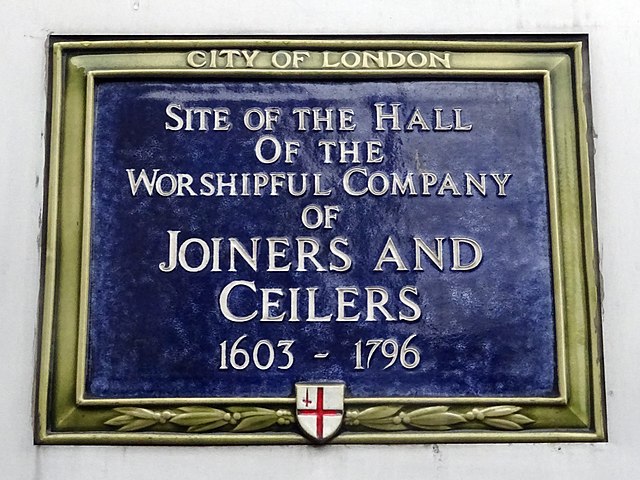 CITY OF LONDON
SITE OF THE HALL
OF THE
WORSHIPFUL COMPANY
OF
JOINERS AND
CEILERS
1603 - 1796